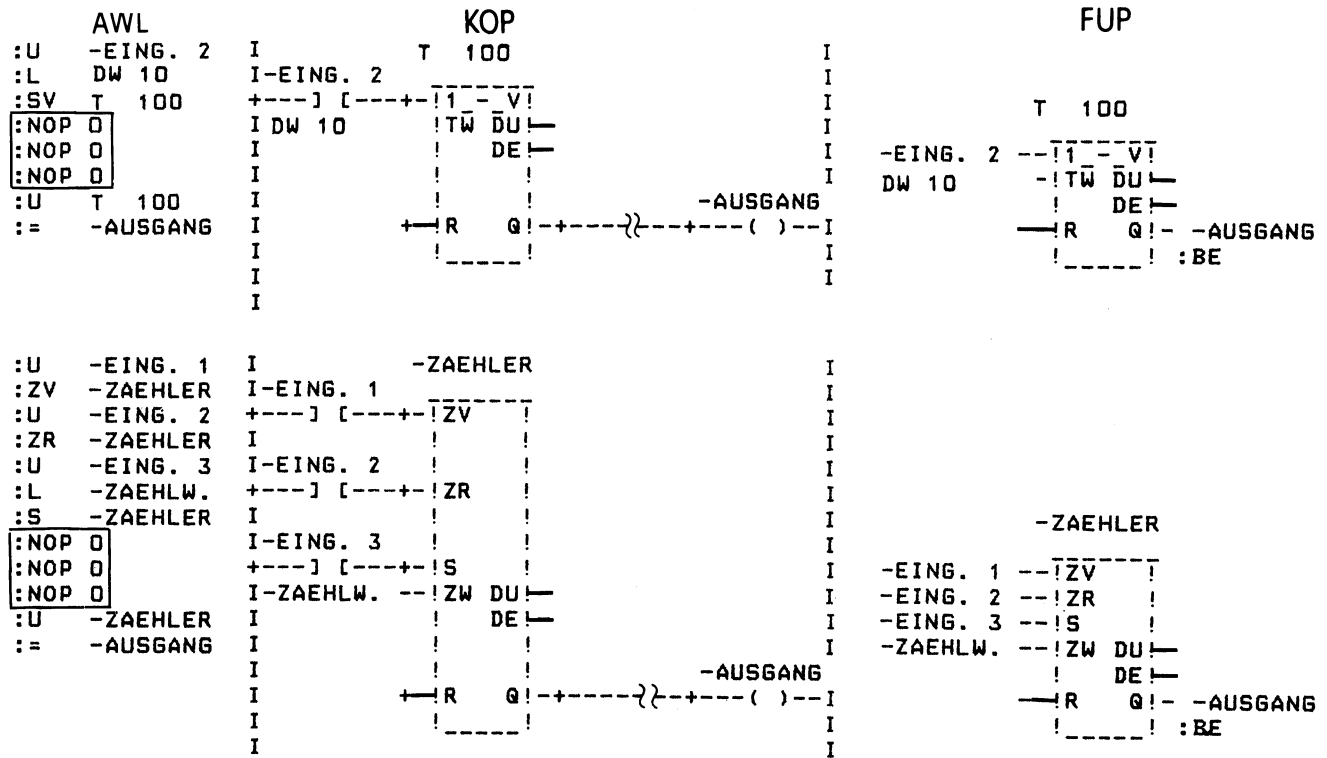 AWL KOP FUP
:U -EING. 2 I T 100 I
:L DW 10 I-EING. 2 I
:SV T 100 +---] [---+-!1 - V! I T 100
:NOP 0 I DW 10 !TW DU!— I
:NOP 0 I DE!— I -EING. 2 --!1 - V!
:NOP 0 I ! ! I DW 10 -!TW DU!—
:U T 100 I ! ! -AUSGANG ! DE!—
:= -AUSGANG I +—!R Q!-+----⟩⟩--+---( )--I —!R Q!- -AUSGANG
I !_____! I !_____! :BE
I I
I
:U -EING. 1 I -ZAEHLER I
:ZV -ZAEHLER I-EING. 1 I
:U -EING. 2 +---] [---+-!ZV ! I
:ZR -ZAEHLER I ! ! I
:U -EING. 3 I-EING. 2 ! ! I
:L -ZAEHLW. +---] [---+-!ZR ! I
:S -ZAEHLER I ! ! I -ZAEHLER
:NOP 0 I-EING. 3 ! ! I
:NOP 0 +---] [---+-!S ! I -EING. 1 --!ZV !
:NOP 0 I-ZAEHLW. --!ZW DU!— I -EING. 2 --!ZR !
:U -ZAEHLER I ! DE!— I -EING. 3 --!S !
:= -AUSGANG I ! ! I -ZAEHLW. --!ZW DU!—
I ! ! -AUSGANG ! DE!—
I +—!R Q!-+-----⟩⟩--+---( )--I —!R Q!- -AUSGANG
I !_____! I !_____! :BE
I I